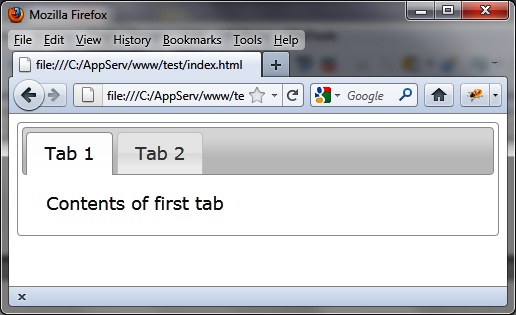 Mozilla Firefox
File Edit View History Bookmarks Tools Help
file:///C:/AppServ/www/test/index.html
file:///C:/AppServ/www/te Google
Tab 1 Tab 2
Contents of first tab
x